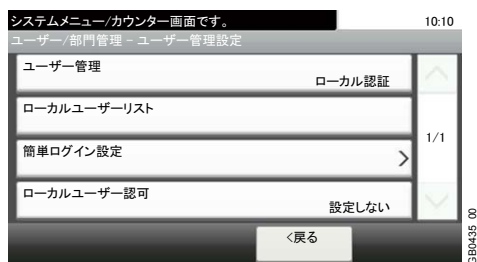 システムメニュー/カウンター画面です。
10:10
ユーザー/部門管理 - ユーザー管理設定
ユーザー管理
ローカル認証
ローカルユーザーリスト
1/1
簡単ログイン設定
ローカルユーザー認可
設定しない
<戻る
GB0435 00